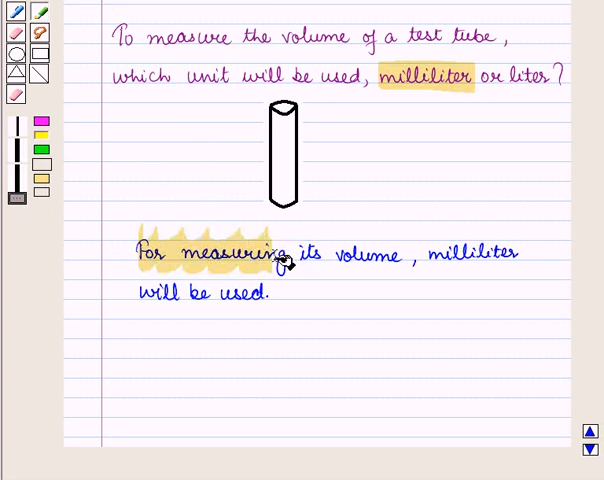 To measure the volume of a test tube,
which unit will be used, milliliter or liter?
For measuring its volume, milliliter
will be used.